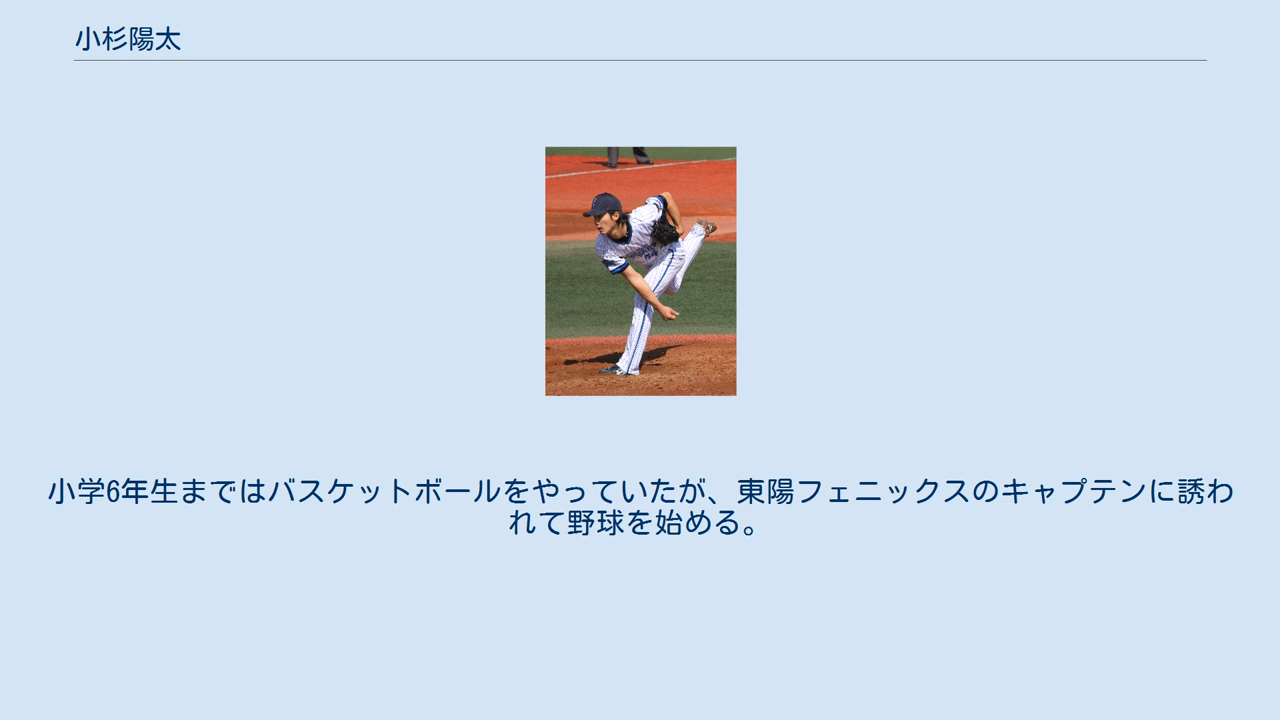 小杉陽太
小学6年生まではバスケットボールをやっていたが、東陽フェニックスのキャプテンに誘わ
れて野球を始める。